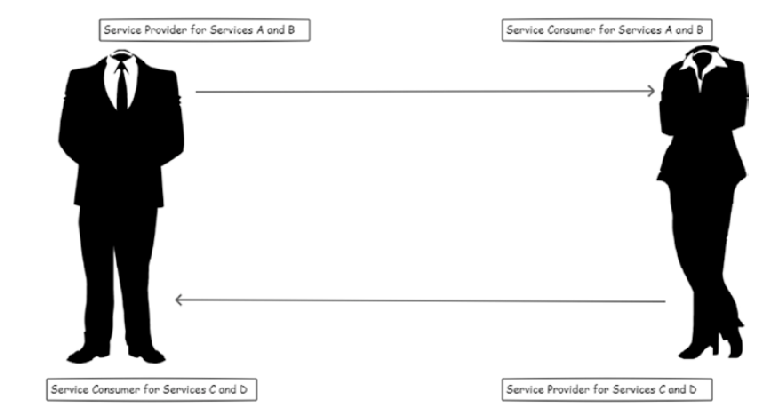 Service Provider for Services A and B
Service Consumer for Services A and B
Service Consumer for Services C and D
Service Provider for Services C and D